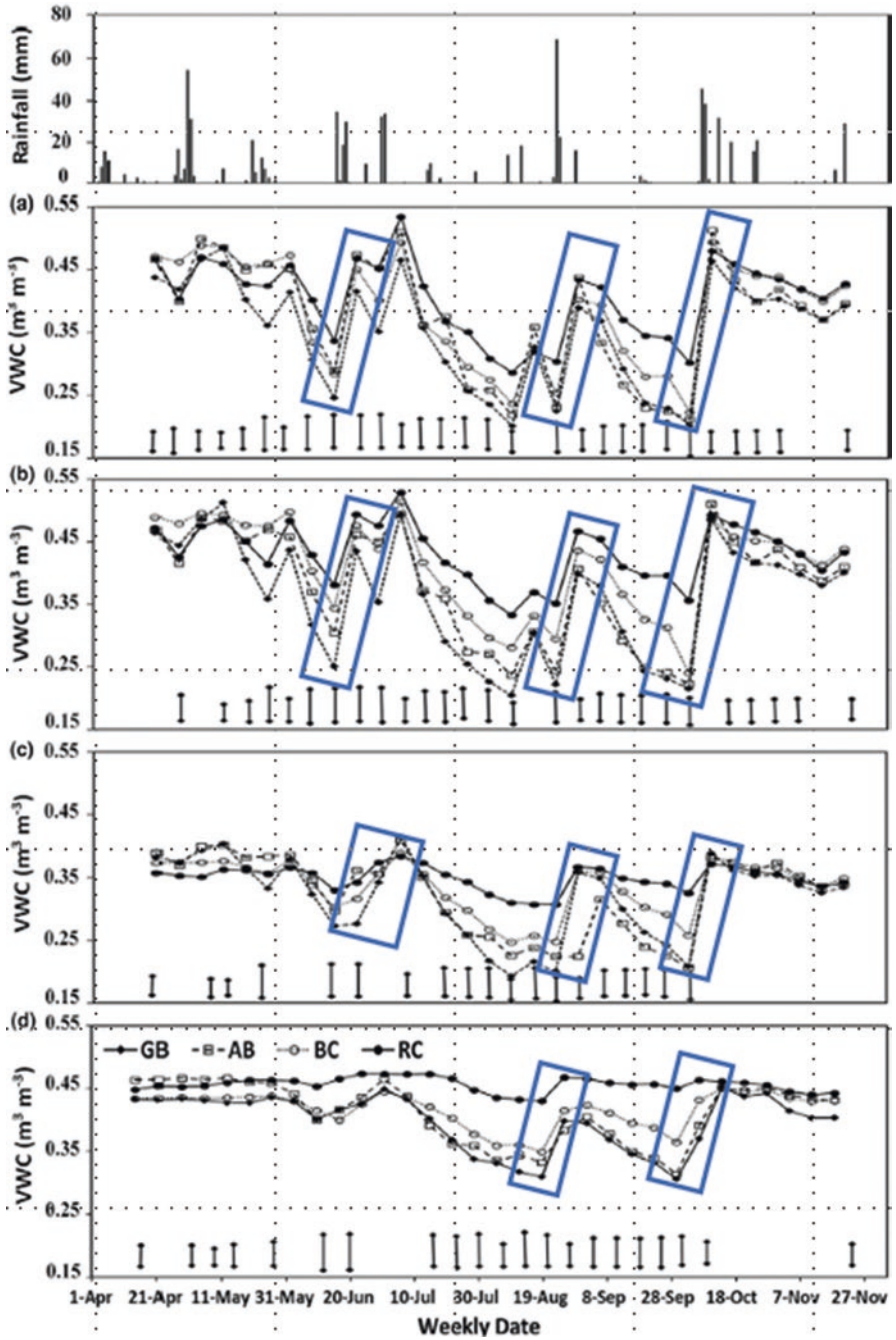 80
60
40
20
0
Rainfall (mm)
(a)
0.55
0.45
0.35
0.25
0.15
VWC (m³ m⁻³)
(b)
0.55
0.45
0.35
0.25
0.15
VWC (m³ m⁻³)
(c)
0.55
0.45
0.35
0.25
0.15
VWC (m³ m⁻³)
(d)
0.55
0.45
0.35
0.25
0.15
VWC (m³ m⁻³)
GB AB BC RC
1-Apr 21-Apr 11-May 31-May 20-Jun 10-Jul 30-Jul 19-Aug 8-Sep 28-Sep 18-Oct 7-Nov 27-Nov
Weekly Date